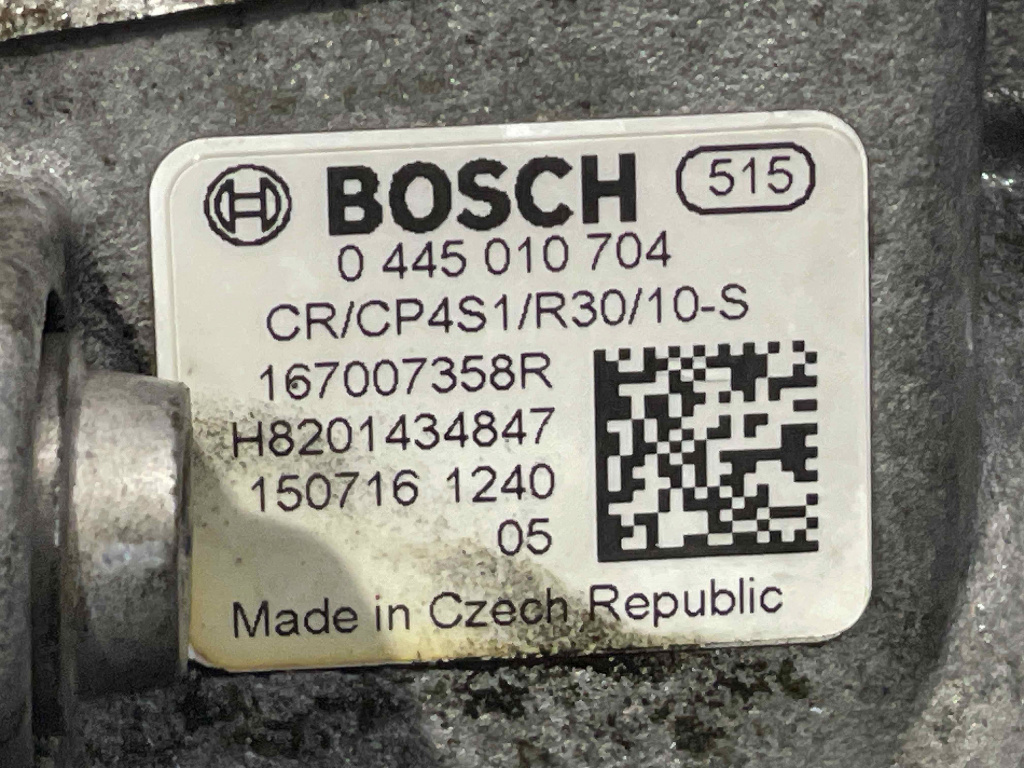 BOSCH 515
0 445 010 704
CR/CP4S1/R30/10-S
167007358R
H8201434847
150716 1240
05
Made in Czech Republic